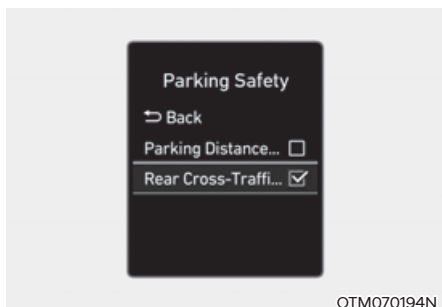 Parking Safety
Back
Parking Distance...
Rear Cross-Traffi...
OTM070194N